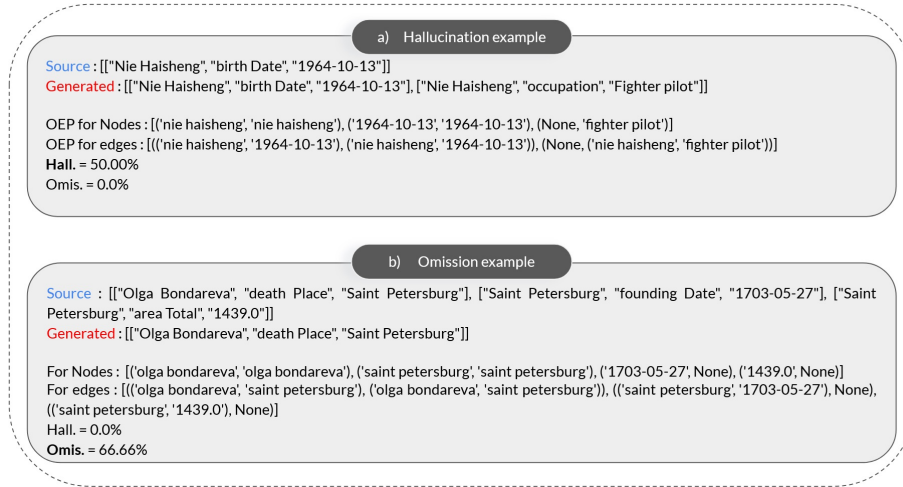 a) Hallucination example
Source : [["Nie Haisheng", "birth Date", "1964-10-13"]]
Generated : [["Nie Haisheng", "birth Date", "1964-10-13"], ["Nie Haisheng", "occupation", "Fighter pilot"]]
OEP for Nodes : [('nie haisheng', 'nie haisheng'), ('1964-10-13', '1964-10-13'), (None, 'fighter pilot')]
OEP for edges : [(('nie haisheng', '1964-10-13'), ('nie haisheng', '1964-10-13')), (None, ('nie haisheng', 'fighter pilot'))]
Hall. = 50.00%
Omis. = 0.0%
b) Omission example
Source : [["Olga Bondareva", "death Place", "Saint Petersburg"], ["Saint Petersburg", "founding Date", "1703-05-27"], ["Saint
Petersburg", "area Total", "1439.0"]]
Generated : [["Olga Bondareva", "death Place", "Saint Petersburg"]]
For Nodes : [('olga bondareva', 'olga bondareva'), ('saint petersburg', 'saint petersburg'), ('1703-05-27', None), ('1439.0', None)]
For edges : [(('olga bondareva', 'saint petersburg'), ('olga bondareva', 'saint petersburg')), (('saint petersburg', '1703-05-27'), None),
(('saint petersburg', '1439.0'), None)]
Hall. = 0.0%
Omis. = 66.66%